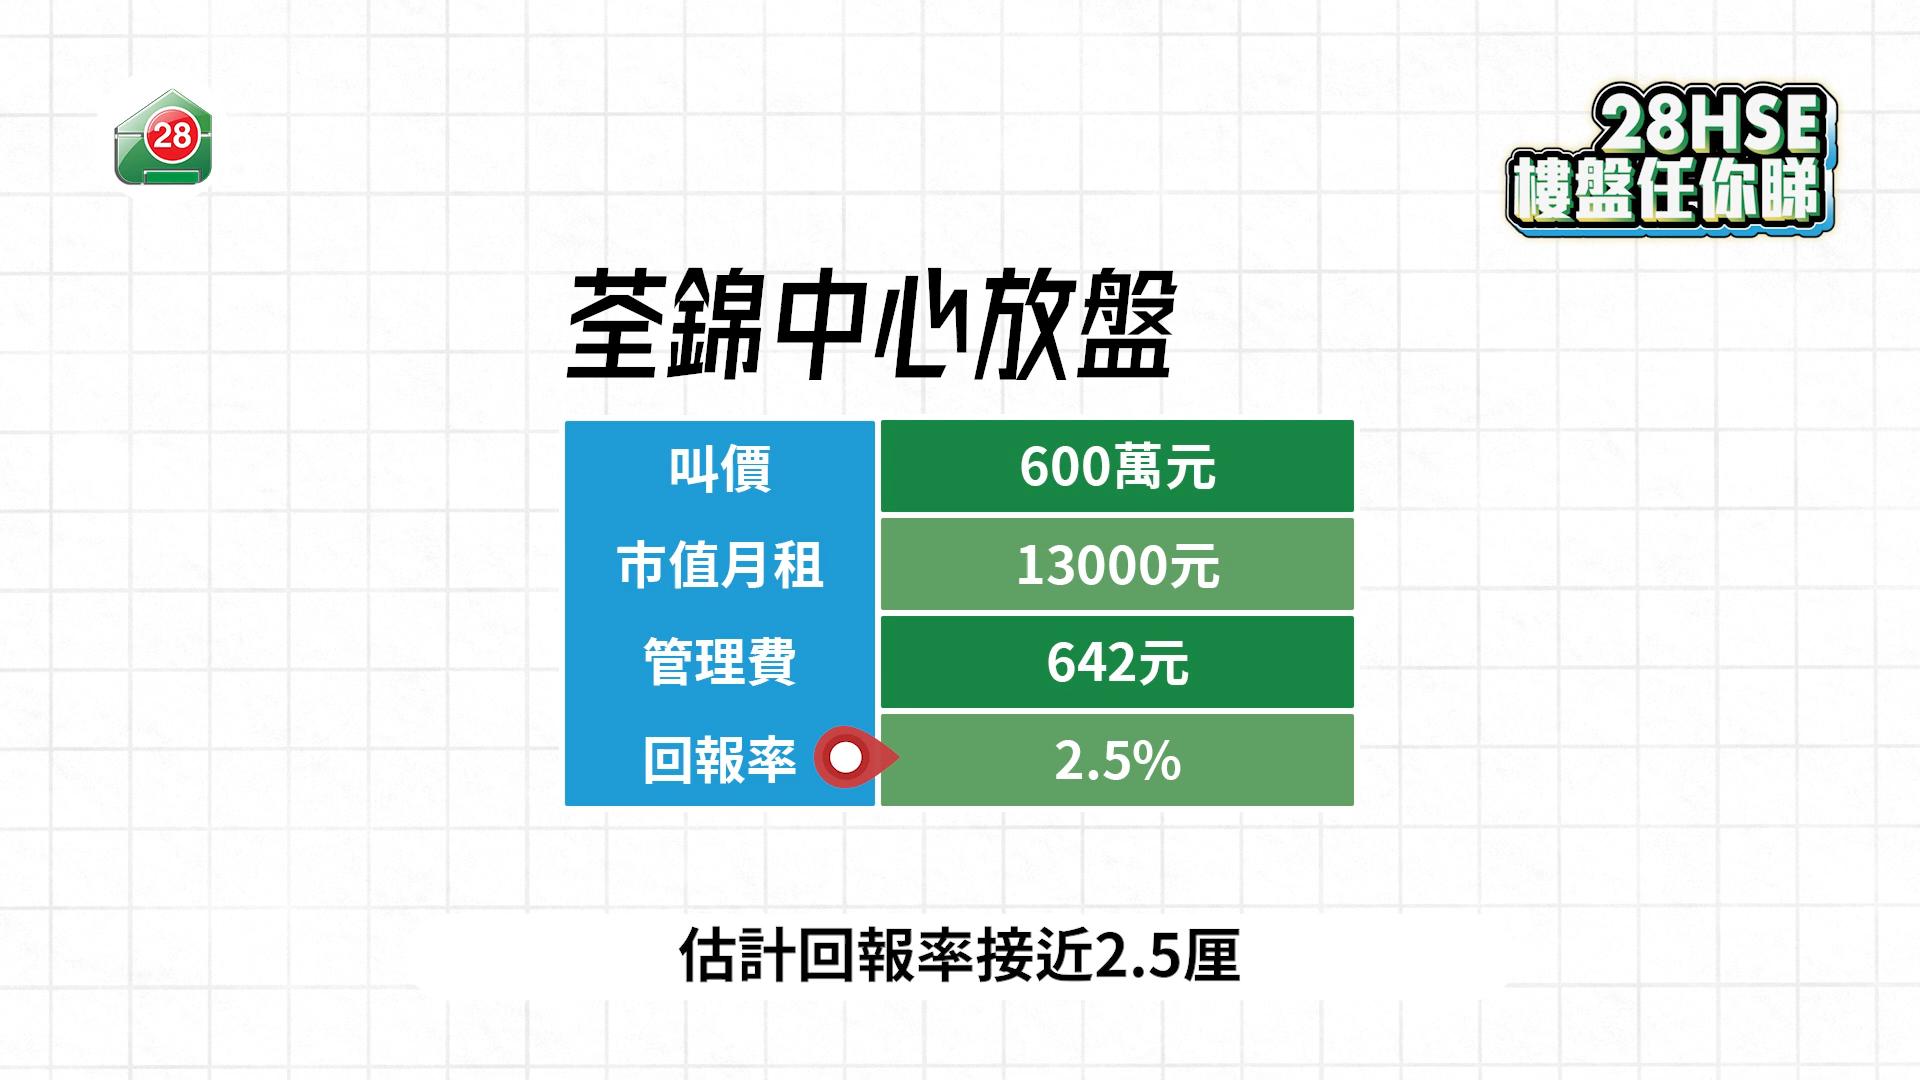 28
28HSE
樓盤任你睇
荃錦中心放盤
叫價 600萬元
市值月租 13000元
管理費 642元
回報率 2.5%
估計回報率接近2.5厘